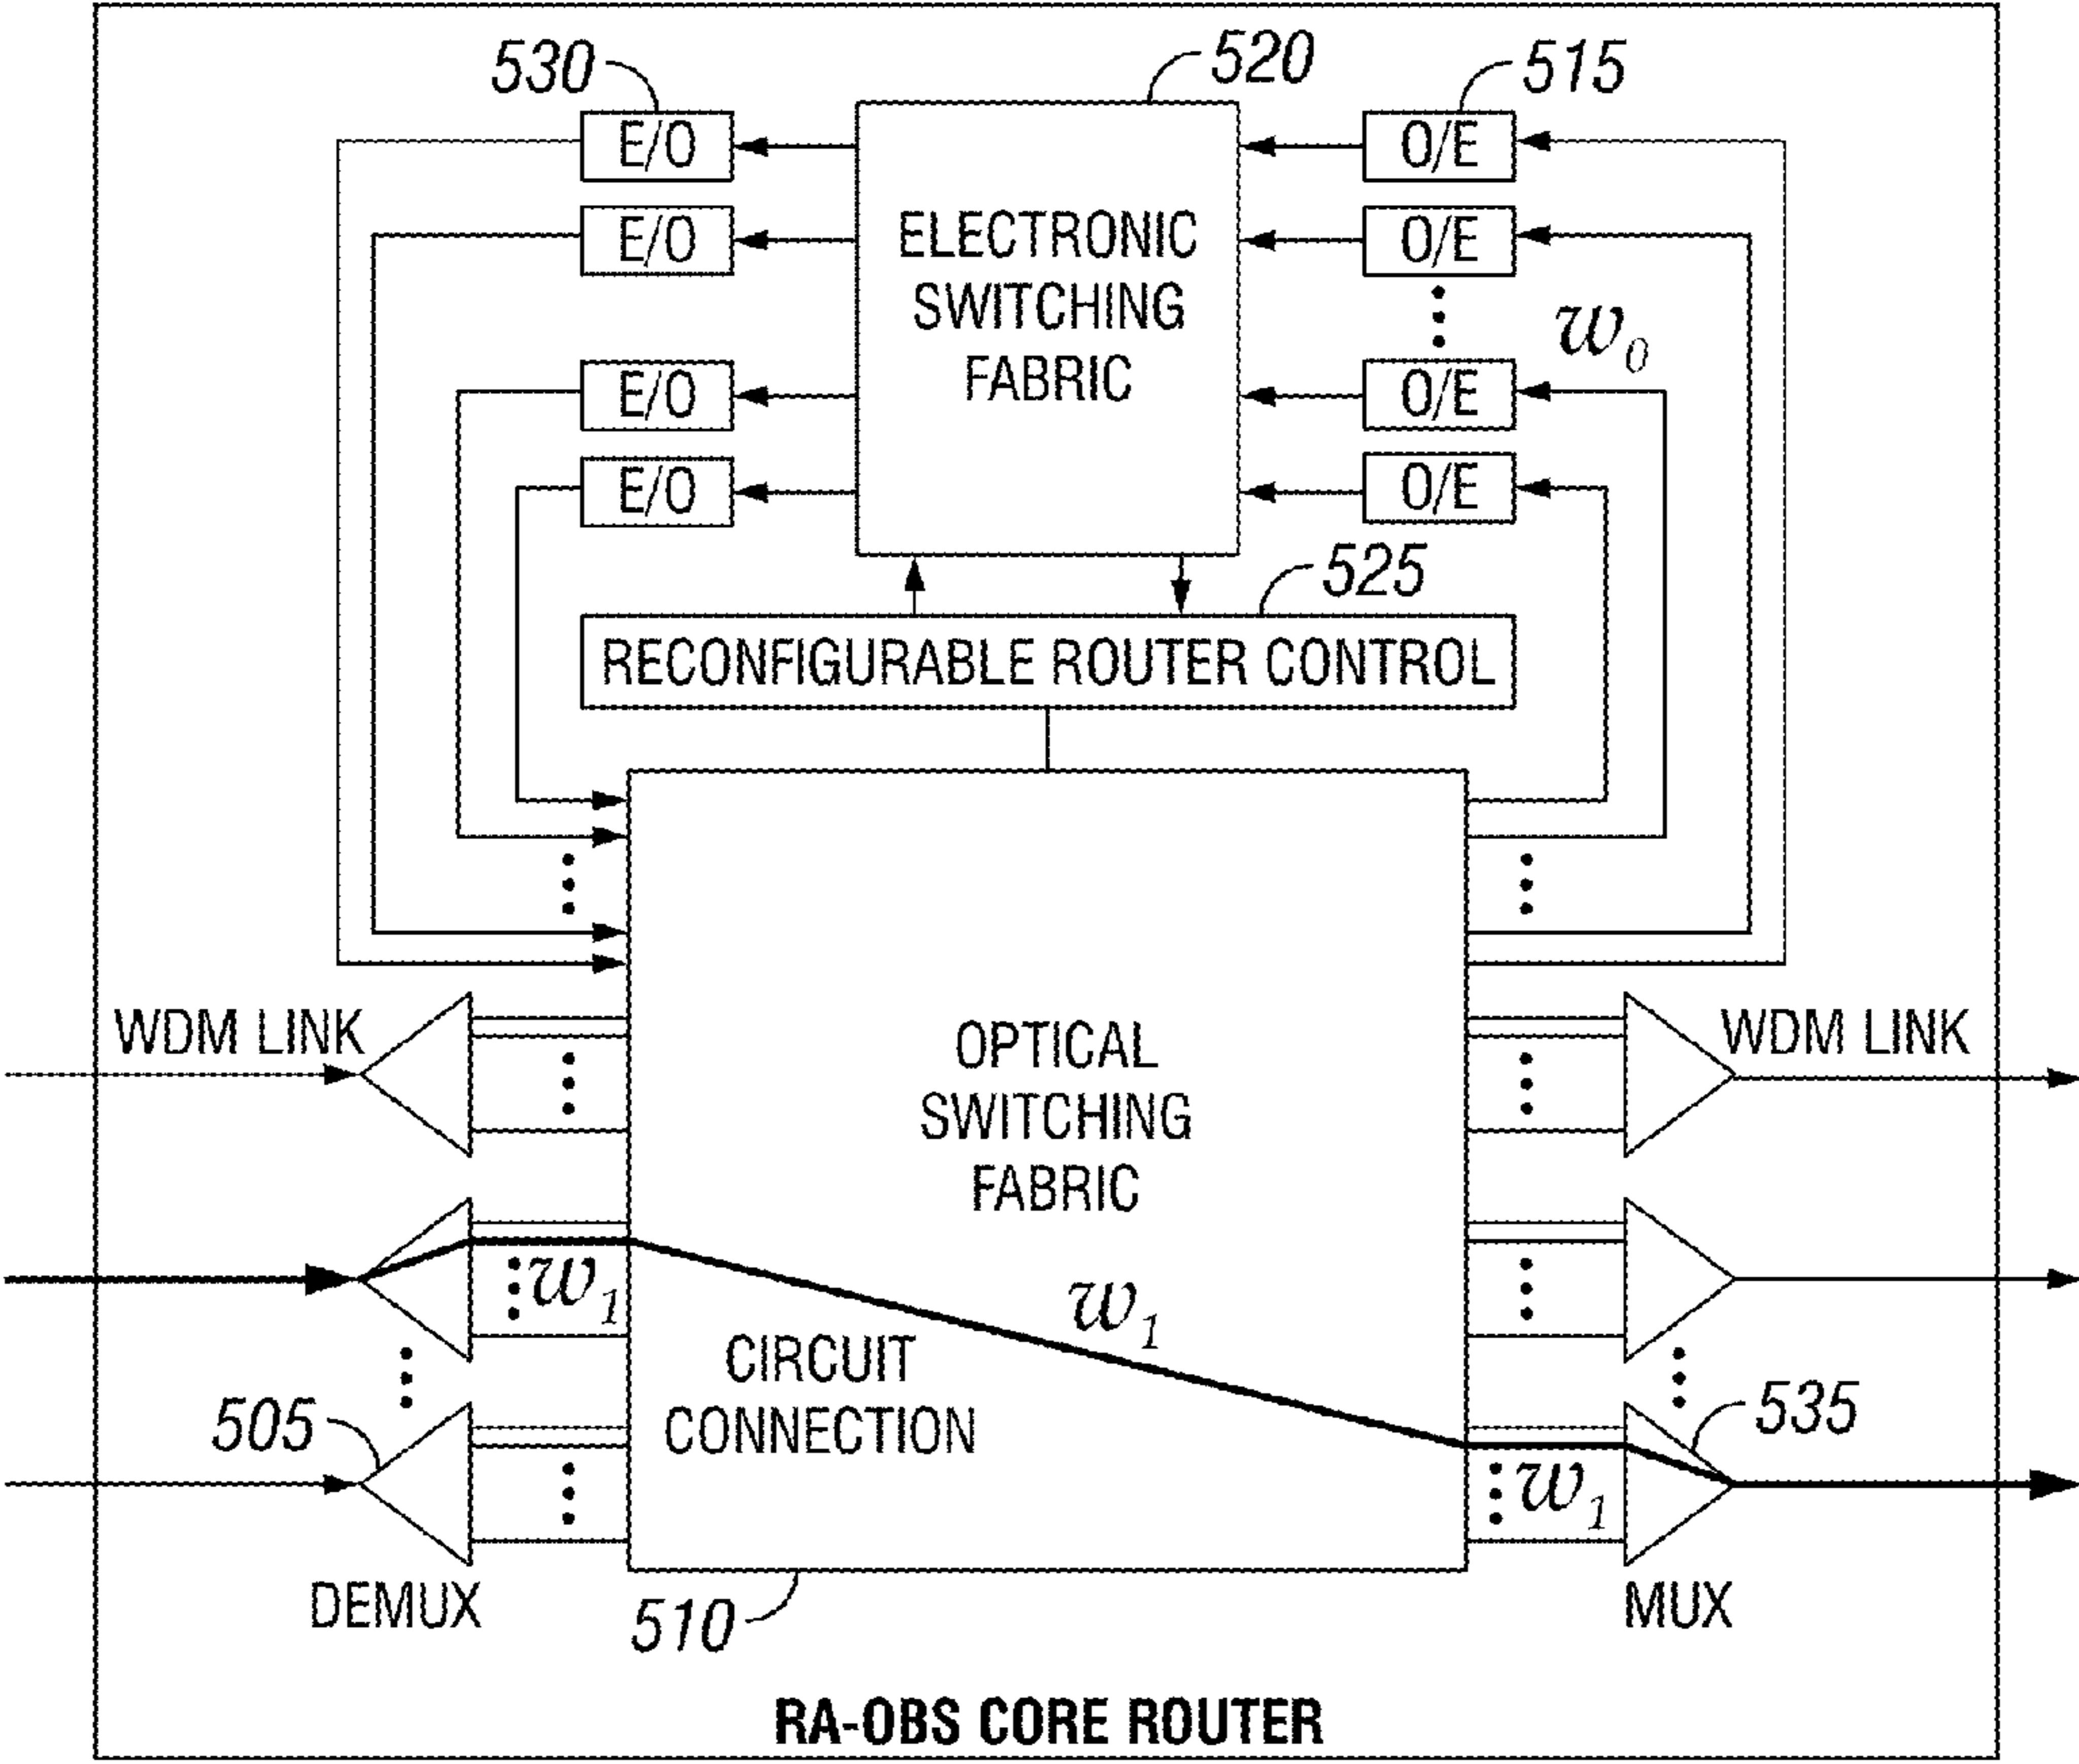 530
520
515
E/O
O/E
E/O
ELECTRONIC
SWITCHING
FABRIC
O/E
w₀
E/O
O/E
E/O
O/E
525
RECONFIGURABLE ROUTER CONTROL
WDM LINK
OPTICAL
SWITCHING
FABRIC
WDM LINK
w₁
w₁
CIRCUIT
CONNECTION
505
535
w₁
DEMUX
510
MUX
RA-OBS CORE ROUTER